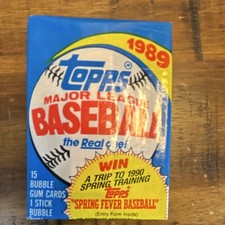 1989
TOPPS
MAJOR LEAGUE
BASEBALL
the Real one!
WIN
A TRIP TO 1990
SPRING TRAINING
TOPPS
"SPRING FEVER BASEBALL"
(Entry Form Inside)
15
BUBBLE
GUM CARDS
1 STICK
BUBBLE